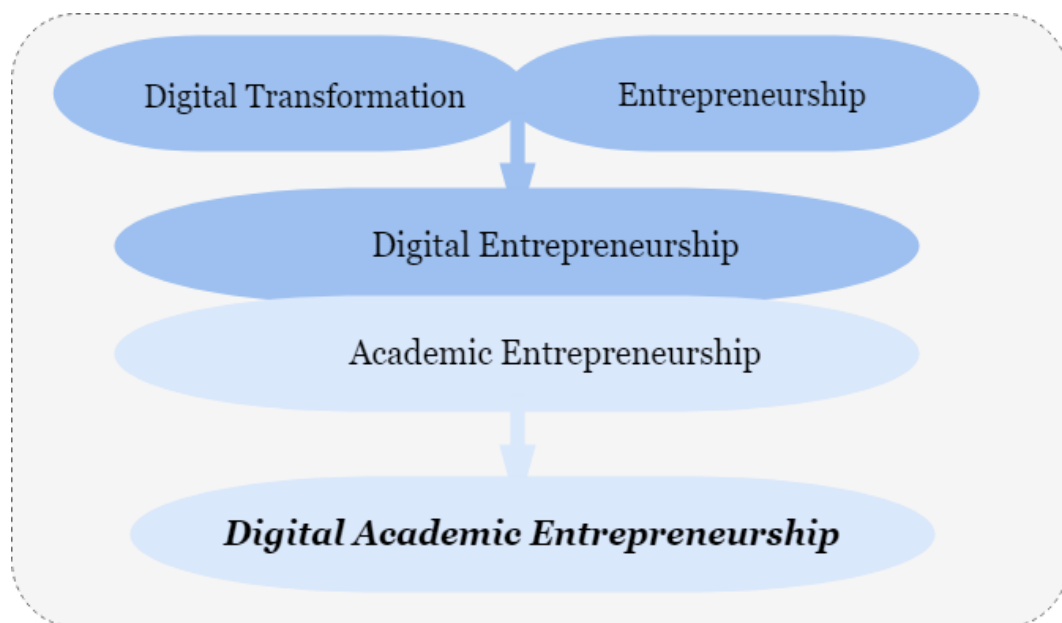 Digital Transformation
Entrepreneurship
Digital Entrepreneurship
Academic Entrepreneurship
Digital Academic Entrepreneurship